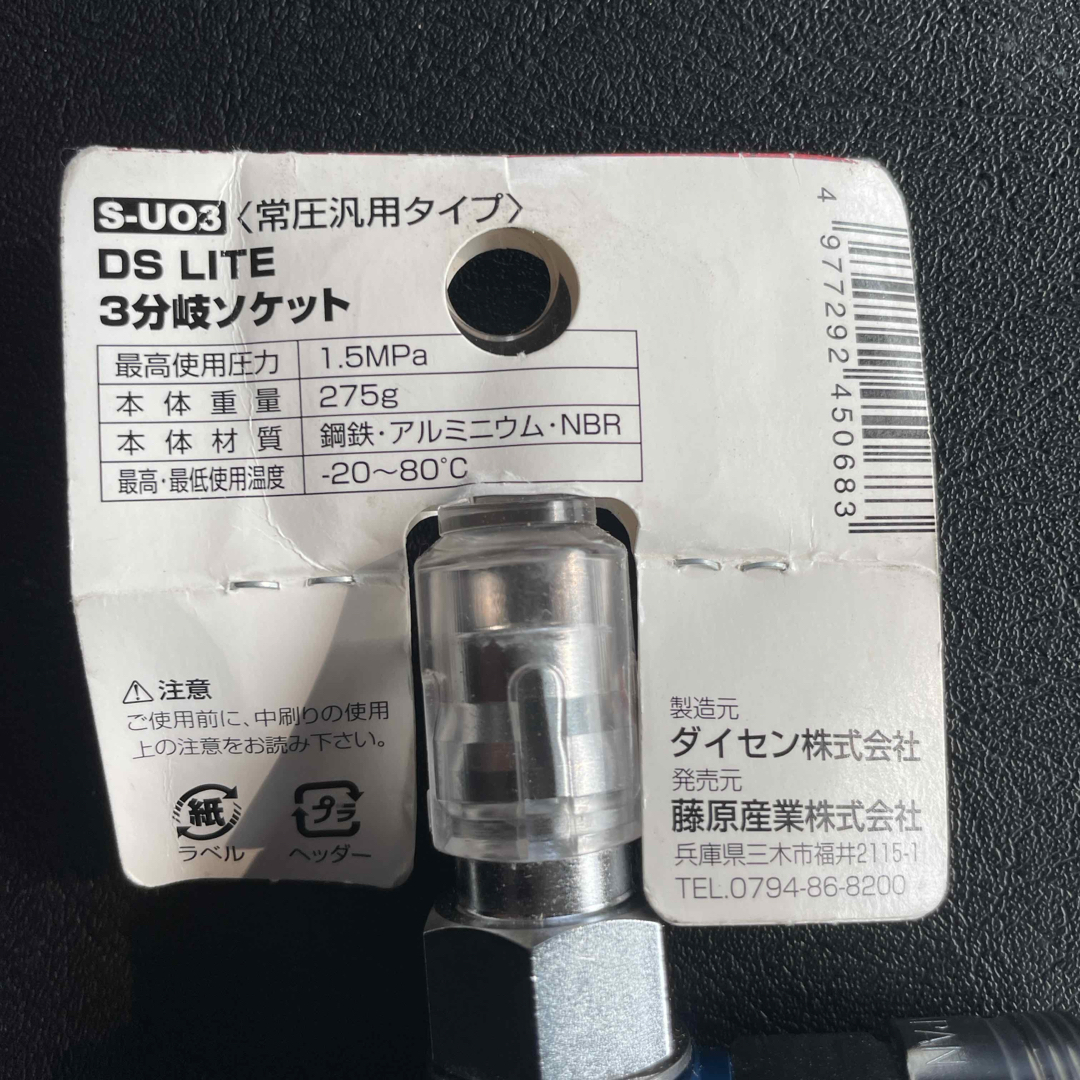 S-UO3〈常圧汎用タイプ〉
DS LITE
3分岐ソケット
最高使用圧力 1.5MPa
本体重量 275g
本体材質 鋼鉄・アルミニウム・NBR
最高・最低使用温度 -20〜80℃
4 977292 450683
⚠注意
ご使用前に、中刷りの使用
上の注意をお読み下さい。
紙
ラベル
プラ
ヘッダー
製造元
ダイセン株式会社
発売元
藤原産業株式会社
兵庫県三木市福井2115-1
TEL.0794-86-8200
PAN